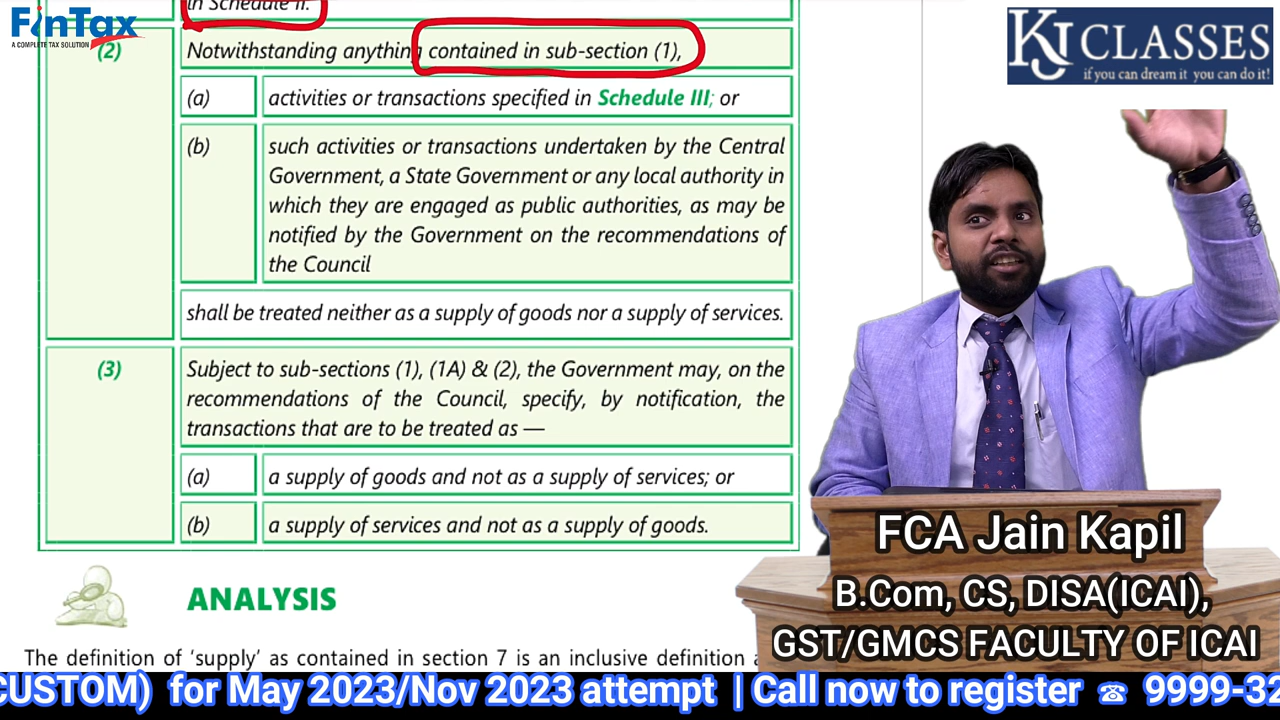 in Schedule II.
FinTax
A COMPLETE TAX SOLUTION
KJ CLASSES
if you can dream it you can do it!
(2)
Notwithstanding anything contained in sub-section (1),
(a) activities or transactions specified in Schedule III; or
(b) such activities or transactions undertaken by the Central
Government, a State Government or any local authority in
which they are engaged as public authorities, as may be
notified by the Government on the recommendations of
the Council
shall be treated neither as a supply of goods nor a supply of services.
(3) Subject to sub-sections (1), (1A) & (2), the Government may, on the
recommendations of the Council, specify, by notification, the
transactions that are to be treated as —
(a) a supply of goods and not as a supply of services; or
(b) a supply of services and not as a supply of goods.
ANALYSIS
The definition of ‘supply’ as contained in section 7 is an inclusive definition
FCA Jain Kapil
B.Com, CS, DISA(ICAI),
GST/GMCS FACULTY OF ICAI
CUSTOM) for May 2023/Nov 2023 attempt | Call now to register ☎ 9999-32